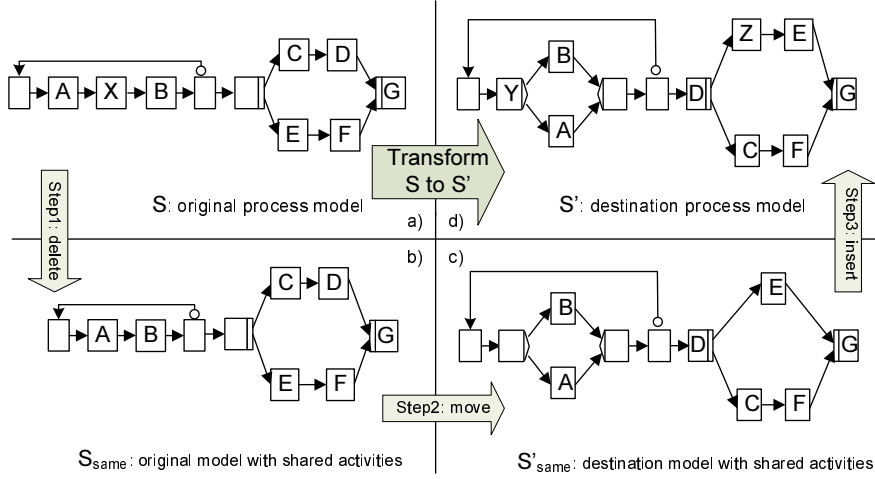 C D
A X B
G
E F
S: original process model
a)
Step1: delete
Transform
S to S’
B
Z E
Y
D
G
A
C F
S’: destination process model
d)
Step3: insert
b)
C D
A B
G
E F
S same : original model with shared activities
Step2: move
c)
B
E
D
G
A
C F
S’ same : destination model with shared activities